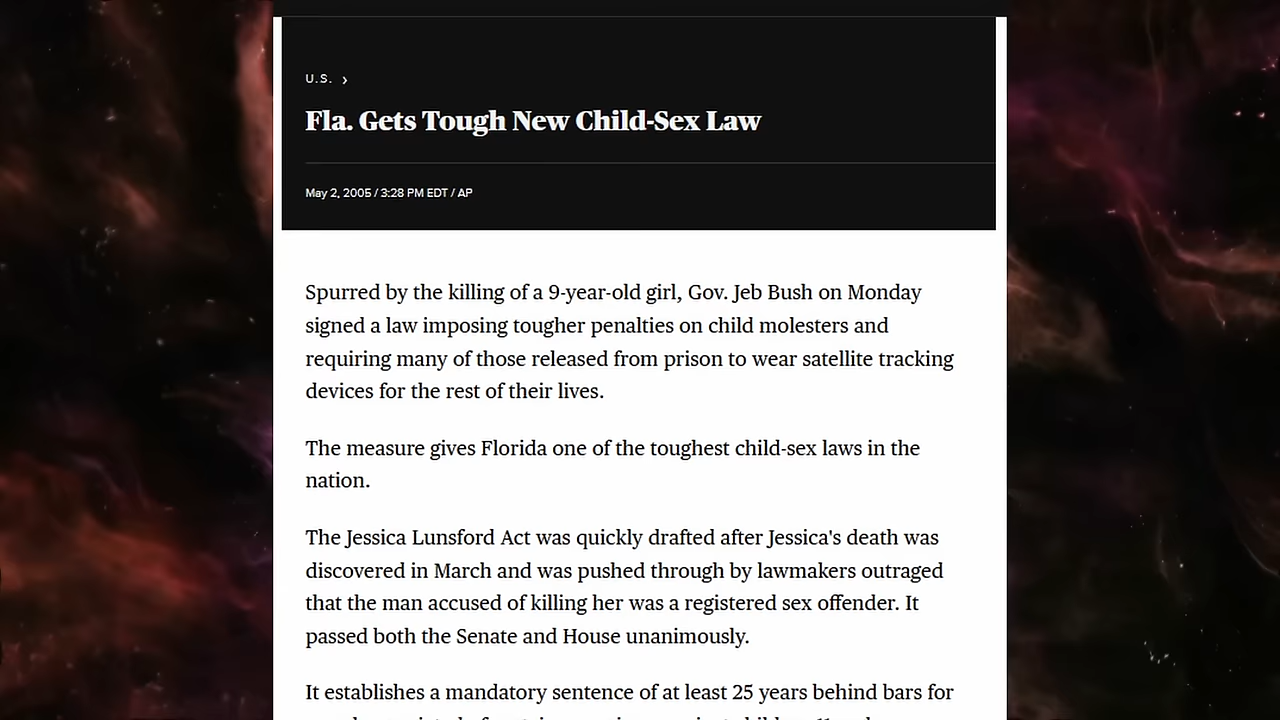 U.S. ›
Fla. Gets Tough New Child-Sex Law
May 2, 2005 / 3:28 PM EDT / AP
Spurred by the killing of a 9-year-old girl, Gov. Jeb Bush on Monday
signed a law imposing tougher penalties on child molesters and
requiring many of those released from prison to wear satellite tracking
devices for the rest of their lives.
The measure gives Florida one of the toughest child-sex laws in the
nation.
The Jessica Lunsford Act was quickly drafted after Jessica's death was
discovered in March and was pushed through by lawmakers outraged
that the man accused of killing her was a registered sex offender. It
passed both the Senate and House unanimously.
It establishes a mandatory sentence of at least 25 years behind bars for